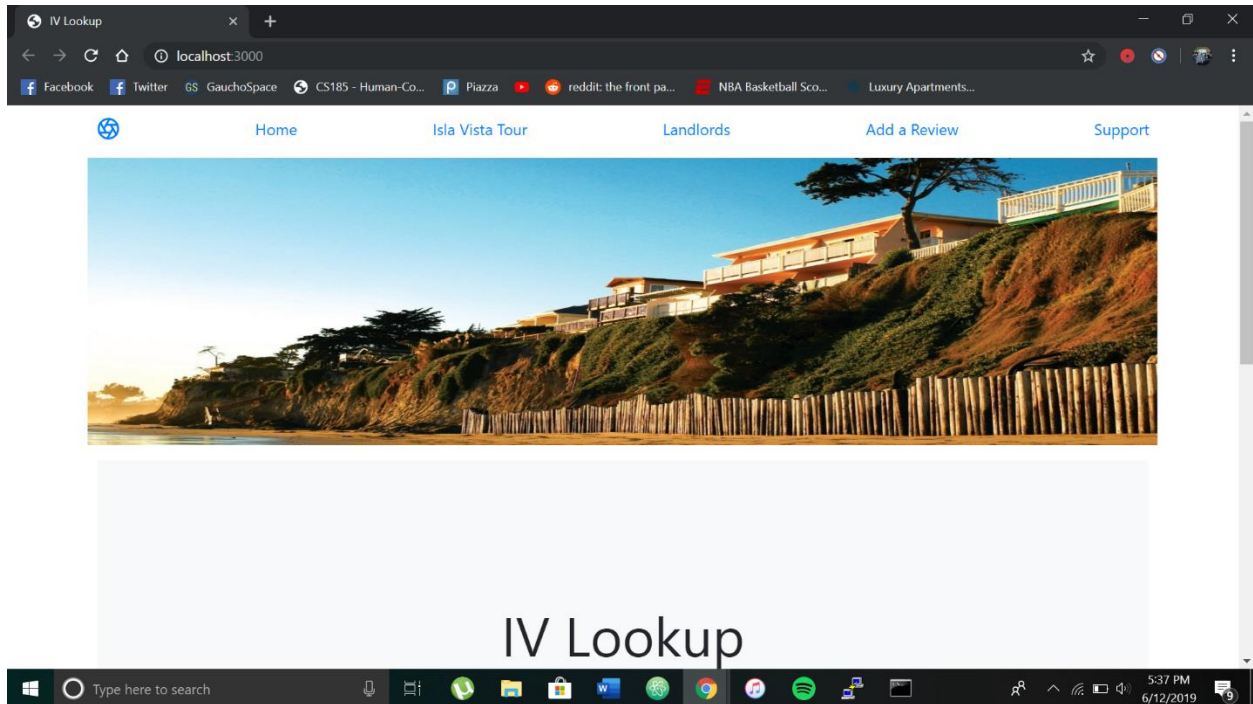 IV Lookup
localhost:3000
Facebook Twitter GS GauchoSpace CS185 - Human-Co... Piazza reddit: the front pa... NBA Basketball Sco... Luxury Apartments...
Home Isla Vista Tour Landlords Add a Review Support
IV Lookup
Type here to search
5:37 PM
6/12/2019
9